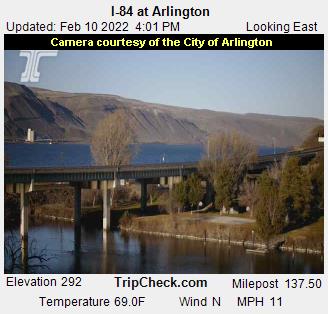 I-84 at Arlington
Updated: Feb 10 2022 4:01 PM Looking East
Camera courtesy of the City of Arlington
Elevation 292 TripCheck.com Milepost 137.50
Temperature 69.0F Wind N MPH 11